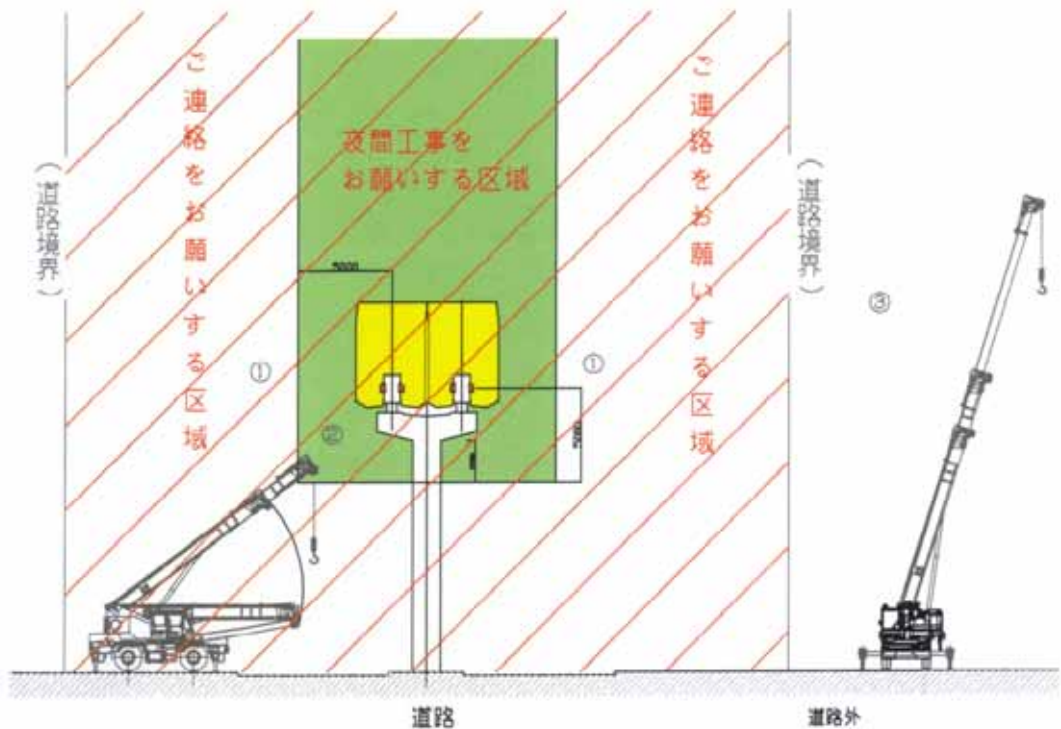 ご連絡をお願いする区域
ご連絡をお願いする区域
夜間工事を
お願いする区域
(道路境界)
(道路境界)
5000
①
①
②
③
5000
道路
道路外